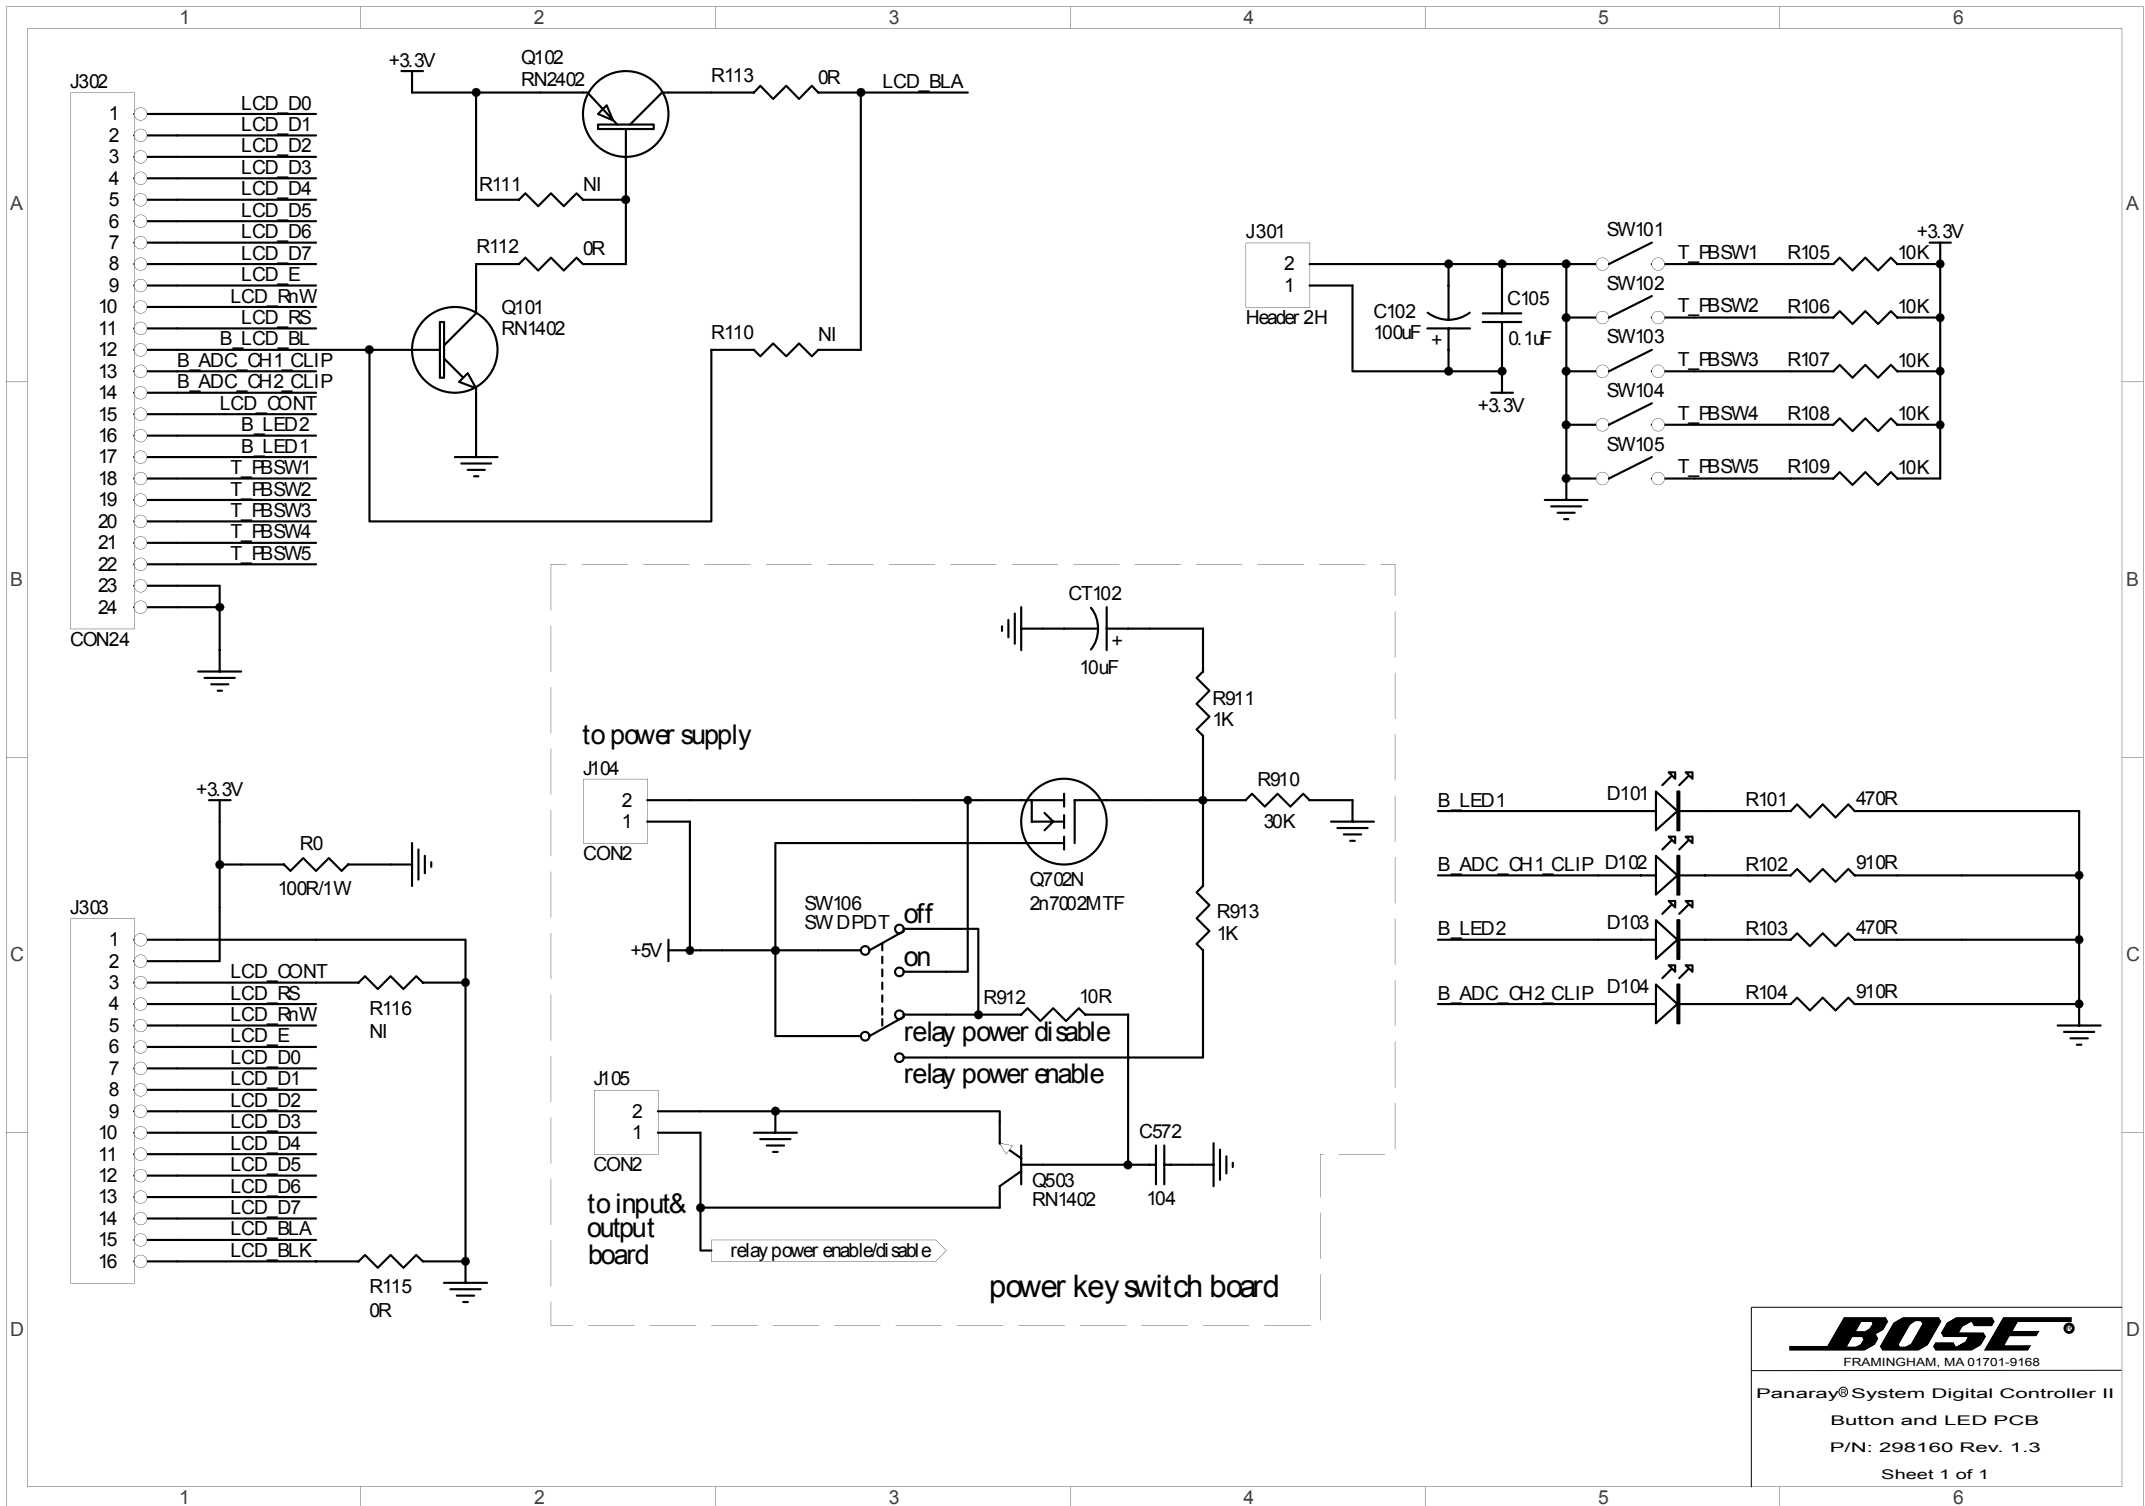 1 2 3 4 5 6
A
B
C
D
A
B
C
D
J302
1 LCD_D0
2 LCD_D1
3 LCD_D2
4 LCD_D3
5 LCD_D4
6 LCD_D5
7 LCD_D6
8 LCD_D7
9 LCD_E
10 LCD_RnW
11 LCD_RS
12 B_LCD_BL
13 B_ADC_CH1_CLIP
14 B_ADC_CH2_CLIP
15 LCD_CONT
16 B_LED2
17 B_LED1
18 T_PBSW1
19 T_PBSW2
20 T_PBSW3
21 T_PBSW4
22 T_PBSW5
23
24
CON24
+3.3V
Q102
RN2402
R113 0R
LCD_BLA
R111 NI
R112 0R
Q101
RN1402
R110 NI
J301
2
1
Header 2H
C102
100uF
+
C105
0.1uF
+3.3V
+3.3V
SW101 T_PBSW1 R105 10K
SW102 T_PBSW2 R106 10K
SW103 T_PBSW3 R107 10K
SW104 T_PBSW4 R108 10K
SW105 T_PBSW5 R109 10K
+3.3V
R0
100R/1W
J303
1
2
3 LCD_CONT
4 LCD_RS
5 LCD_RnW
6 LCD_E
7 LCD_D0
8 LCD_D1
9 LCD_D2
10 LCD_D3
11 LCD_D4
12 LCD_D5
13 LCD_D6
14 LCD_D7
15 LCD_BLA
16 LCD_BLK
R116
NI
R115
0R
CT102
+
10uF
R911
1K
to power supply
J104
2
1
CON2
R910
30K
Q702N
2n7002MTF
R913
1K
SW106
SW DPDT
off
on
+5V
R912 10R
relay power disable
relay power enable
J105
2
1
CON2
to input&
output
board
C572
104
Q503
RN1402
relay power enable/disable
power key switch board
B_LED1 D101 R101 470R
B_ADC_CH1_CLIP D102 R102 910R
B_LED2 D103 R103 470R
B_ADC_CH2_CLIP D104 R104 910R
BOSE®
FRAMINGHAM, MA 01701-9168
Panaray® System Digital Controller II
Button and LED PCB
P/N: 298160 Rev. 1.3
Sheet 1 of 1
1 2 3 4 5 6